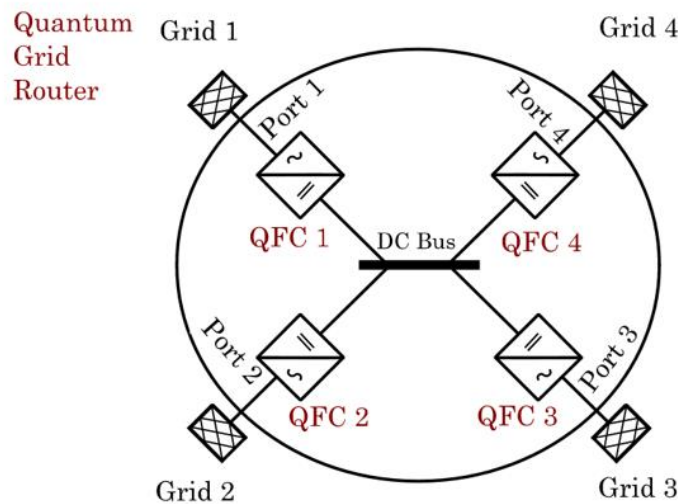 Quantum
Grid
Router
Grid 1
Grid 4
Port 1
Port 4
QFC 1
DC Bus
QFC 4
Port 2
Port 3
QFC 2
QFC 3
Grid 2
Grid 3